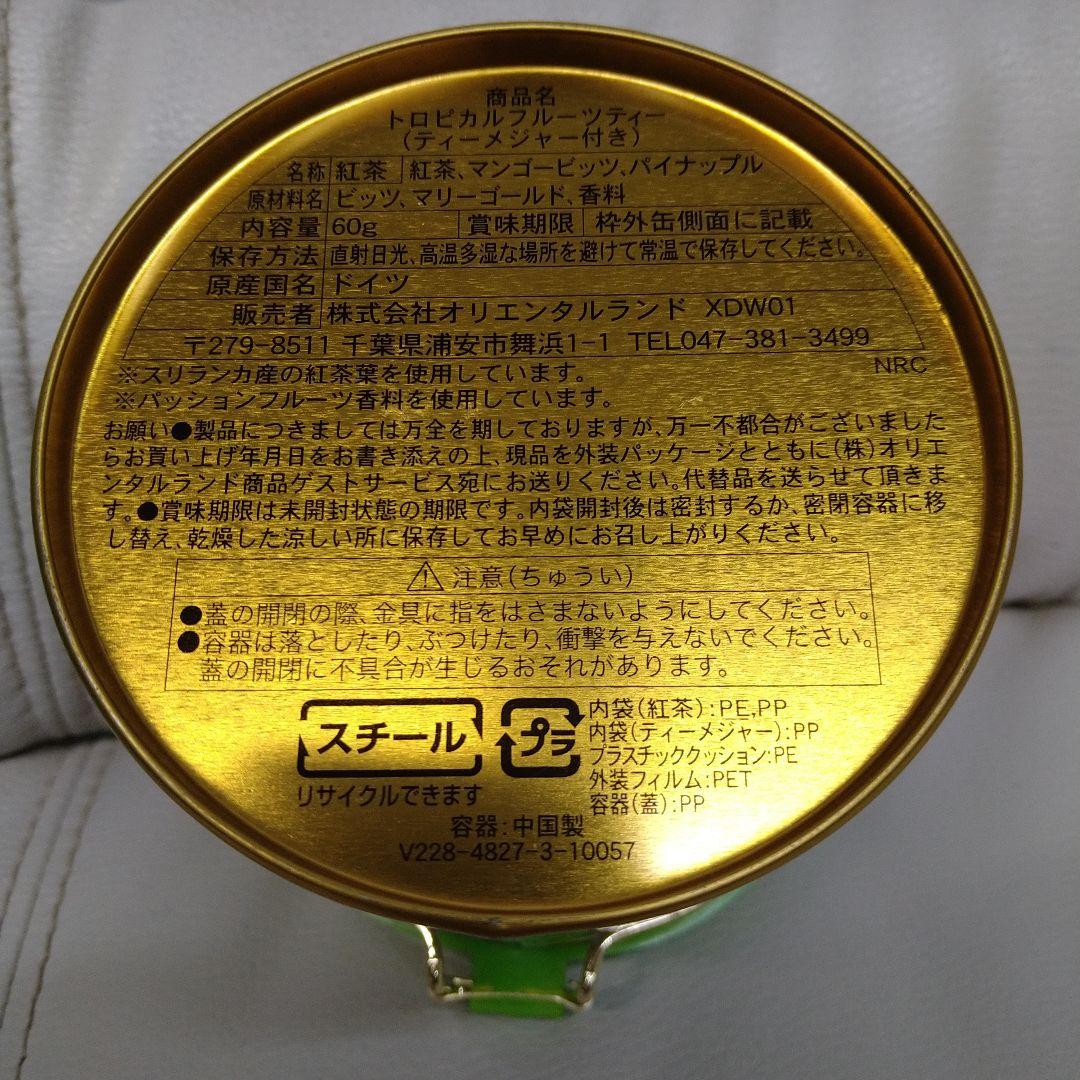 商品名
トロピカルフルーツティー
(ティーメジャー付き)
名称 紅茶 紅茶、マンゴービッツ、パイナップル
原材料名 ビッツ、マリーゴールド、香料
内容量 60g 賞味期限 枠外缶側面に記載
保存方法 直射日光、高温多湿な場所を避けて常温で保存してください。
原産国名 ドイツ
販売者 株式会社オリエンタルランド XDW01
〒279-8511 千葉県浦安市舞浜1-1 TEL047-381-3499
※スリランカ産の紅茶葉を使用しています。 NRC
※パッションフルーツ香料を使用しています。
お願い●製品につきましては万全を期しておりますが、万一不都合がございました
らお買い上げ年月日をお書き添えの上、現品を外装パッケージとともに(株)オリエ
ンタルランド商品ゲストサービス宛にお送りください。代替品を送らせて頂きま
す。●賞味期限は未開封状態の期限です。内袋開封後は密封するか、密閉容器に移
し替え、乾燥した涼しい所に保存してお早めにお召し上がりください。
⚠ 注意(ちゅうい)
●蓋の開閉の際、金具に指をはさまないようにしてください。
●容器は落としたり、ぶつけたり、衝撃を与えないでください。
蓋の開閉に不具合が生じるおそれがあります。
スチール
リサイクルできます
プラ
内袋(紅茶):PE,PP
内袋(ティーメジャー):PP
プラスチッククッション:PE
外装フィルム:PET
容器(蓋):PP
容器:中国製
V228-4827-3-10057